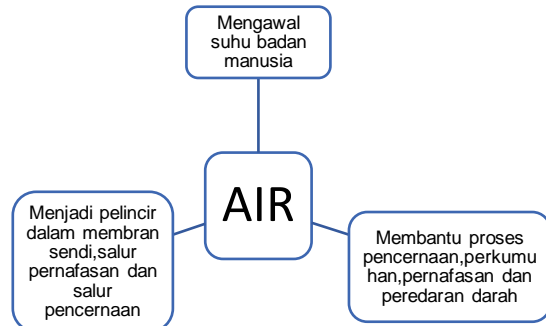 Mengawal
suhu badan
manusia
AIR
Menjadi pelincir
dalam membran
sendi,salur
pernafasan dan
salur
pencernaan
Membantu proses
pencernaan,perkumu
han,pernafasan dan
peredaran darah